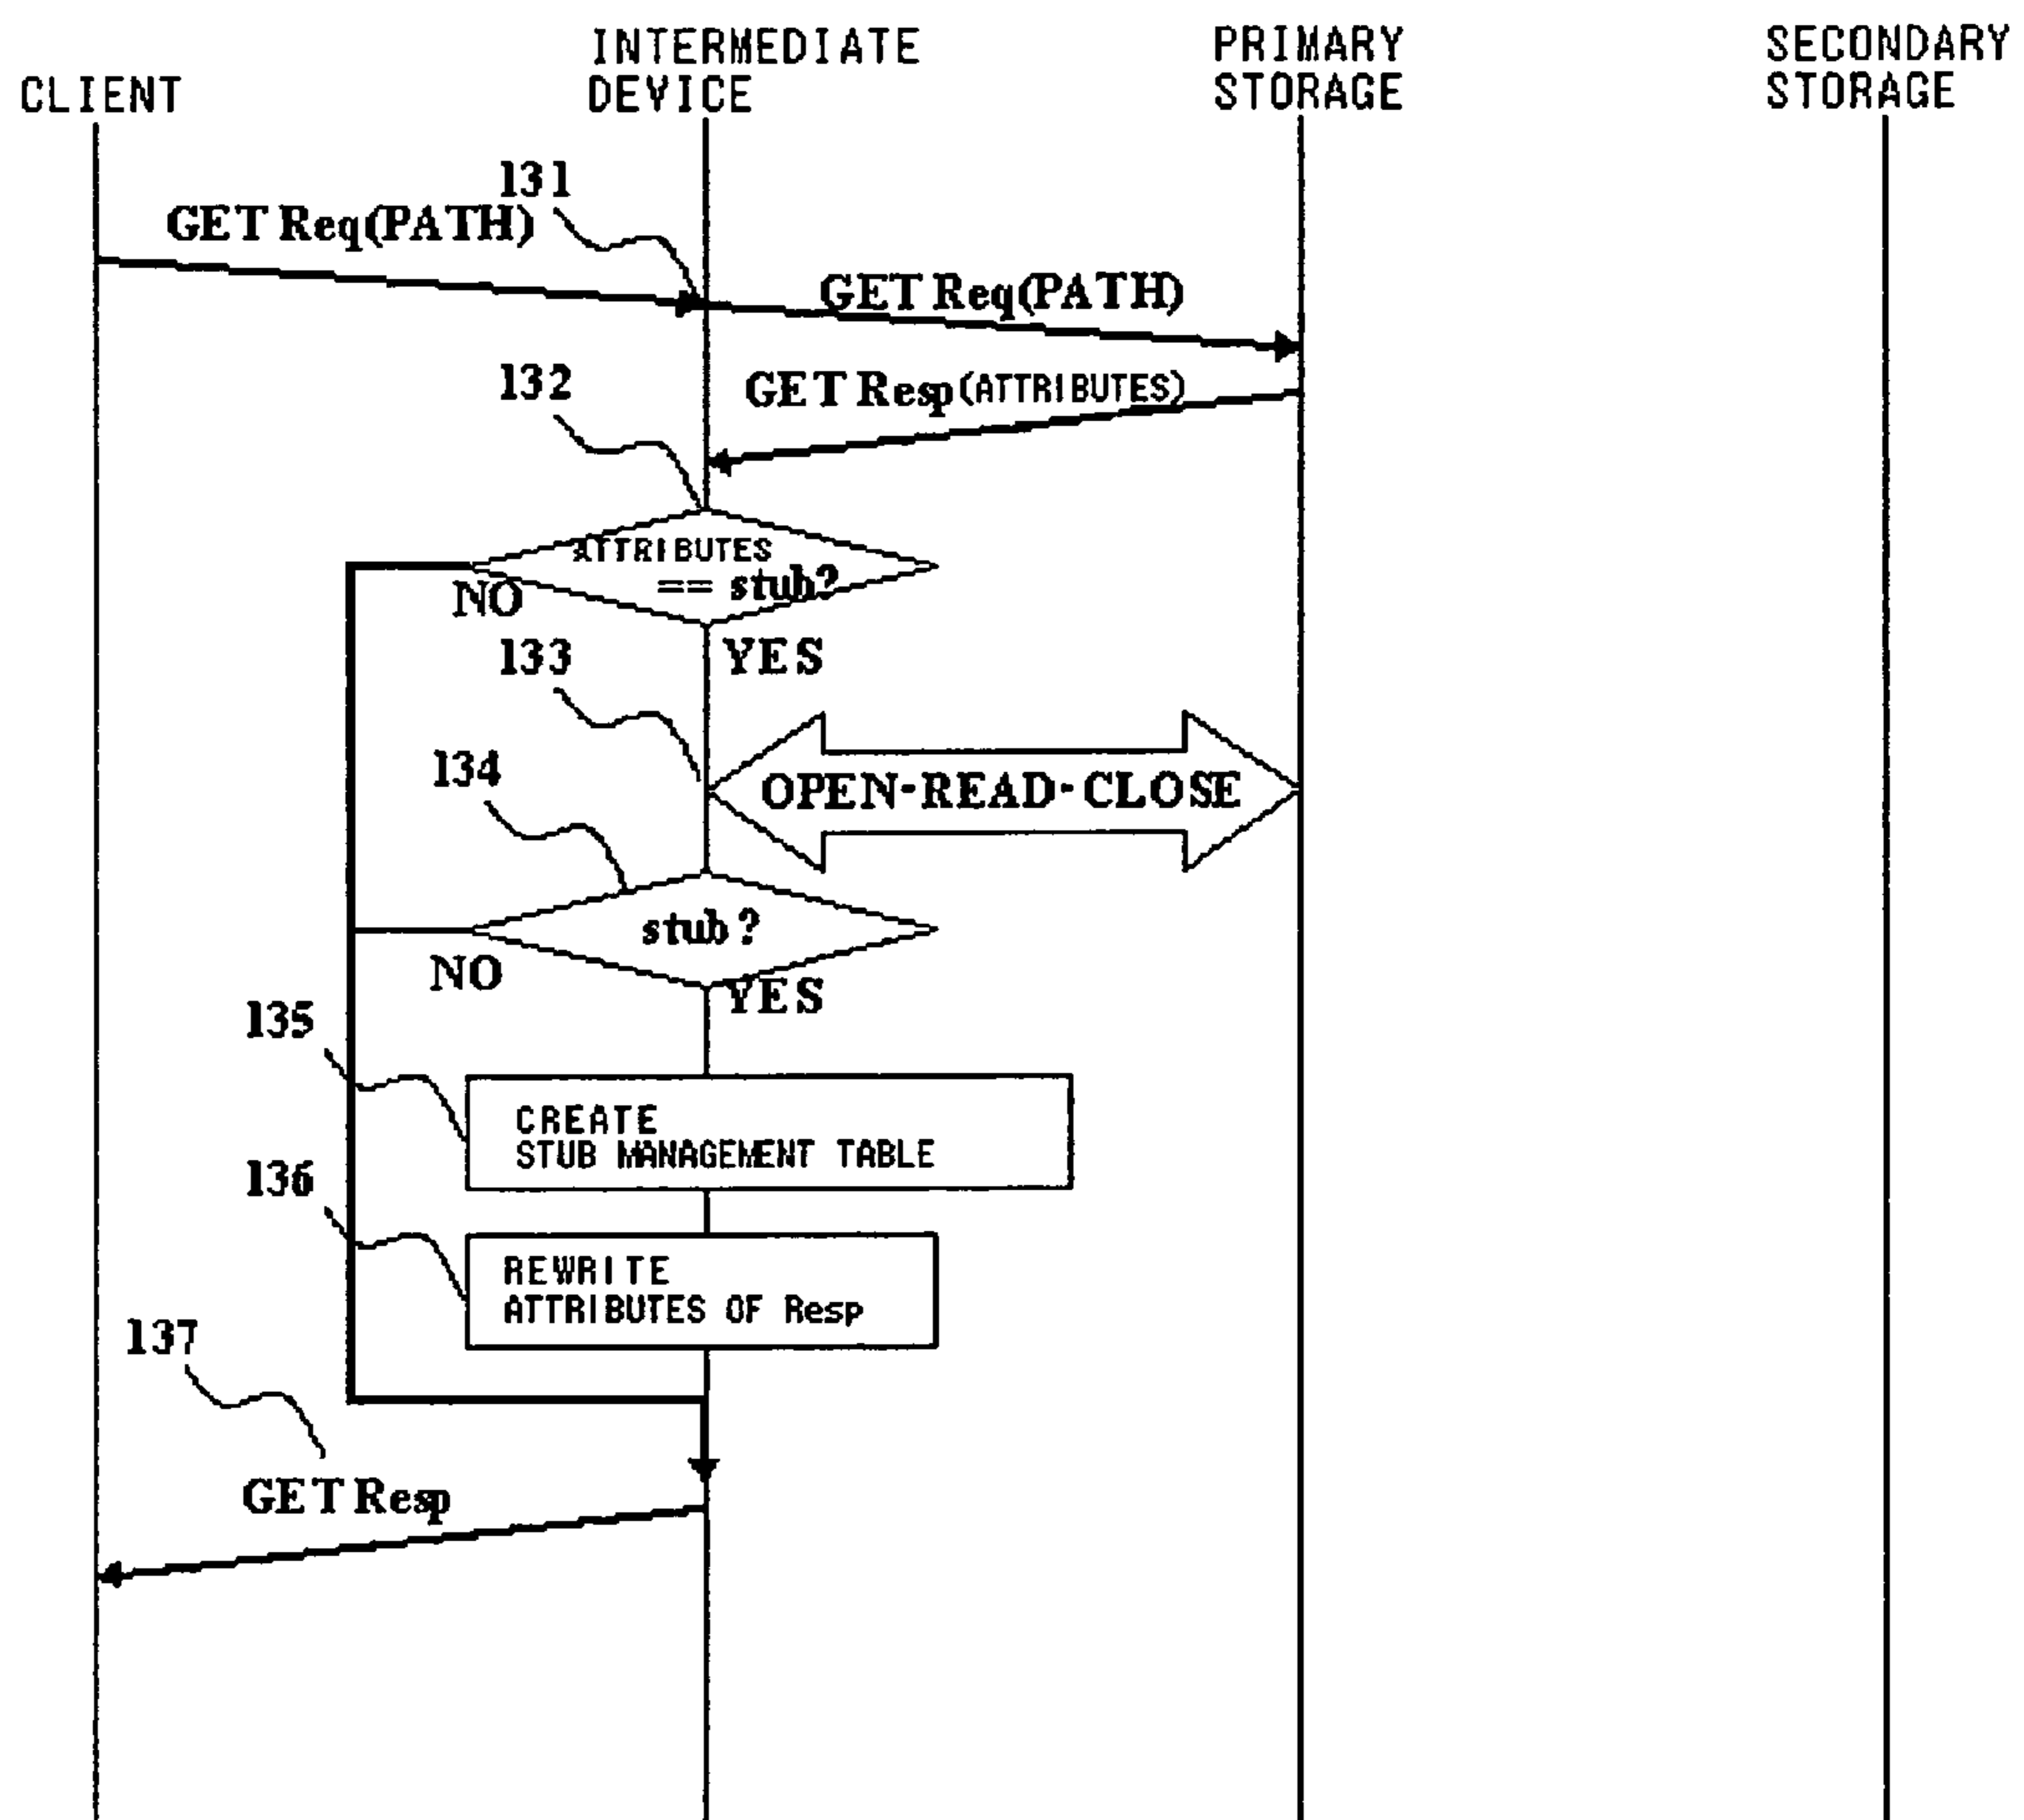 CLIENT
INTERMEDIATE
DEVICE
PRIMARY
STORAGE
SECONDARY
STORAGE
131
GET Req(PATH)
GET Req(PATH)
132
GET Resp(ATTRIBUTES)
ATTRIBUTES
== stub?
NO
YES
133
OPEN-READ-CLOSE
134
stub?
NO
YES
135
CREATE
STUB MANAGEMENT TABLE
136
REWRITE
ATTRIBUTES OF Resp
137
GET Resp